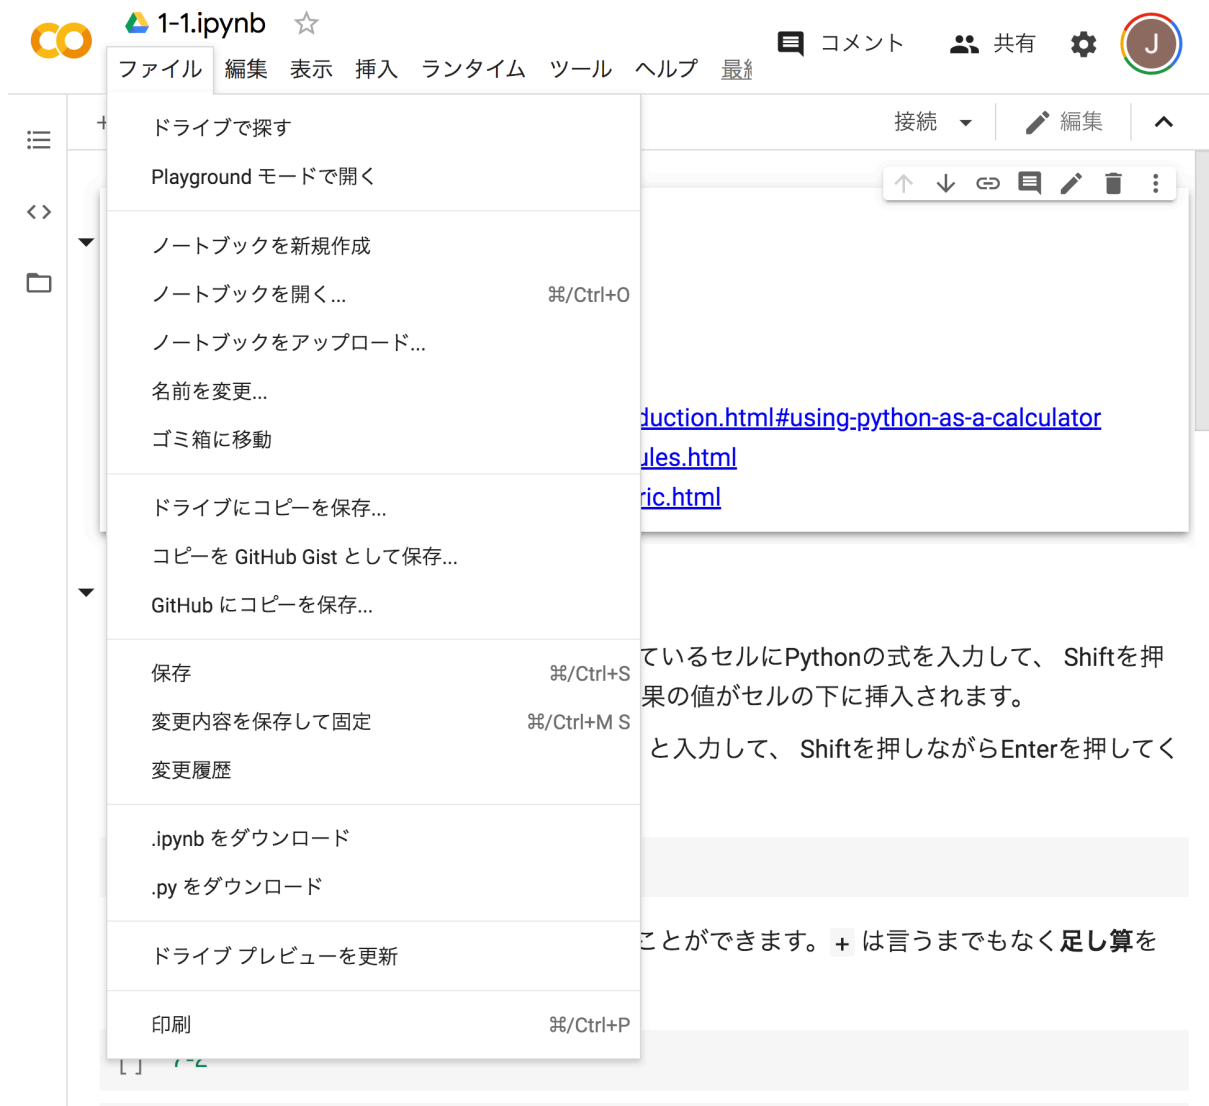 1-1.ipynb
コメント
共有
J
ファイル 編集 表示 挿入 ランタイム ツール ヘルプ 最終
接続
編集
ドライブで探す
Playground モードで開く
ノートブックを新規作成
ノートブックを開く... ⌘/Ctrl+O
ノートブックをアップロード...
名前を変更...
ゴミ箱に移動
ドライブにコピーを保存...
コピーを GitHub Gist として保存...
GitHub にコピーを保存...
保存 ⌘/Ctrl+S
変更内容を保存して固定 ⌘/Ctrl+M S
変更履歴
.ipynb をダウンロード
.py をダウンロード
ドライブ プレビューを更新
印刷 ⌘/Ctrl+P
duction.html#using-python-as-a-calculator
ules.html
ric.html
ているセルにPythonの式を入力して、 Shiftを押
果の値がセルの下に挿入されます。
と入力して、 Shiftを押しながらEnterを押してく
ことができます。 + は言うまでもなく足し算を
[ ] 7-2